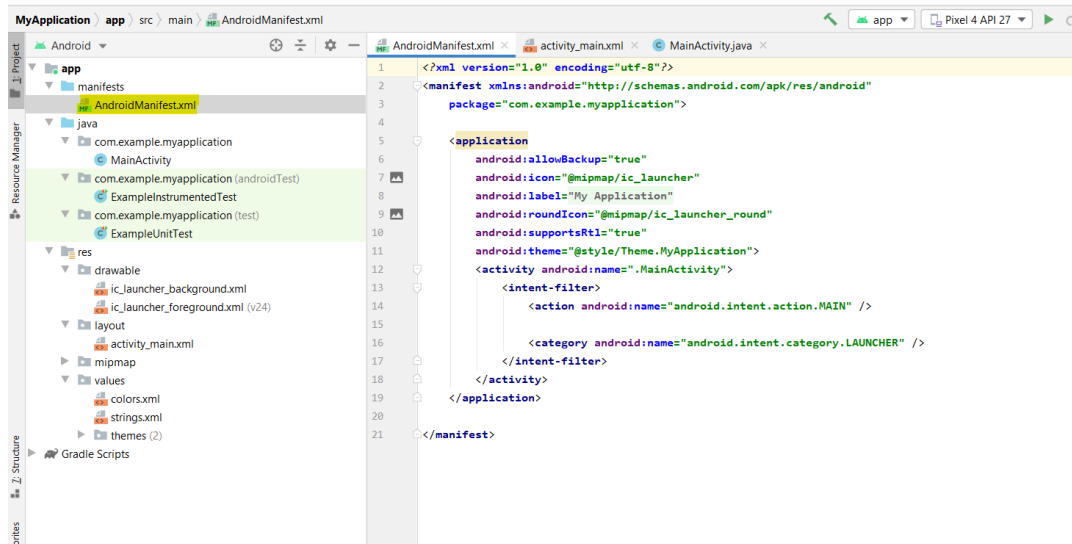 MyApplication app src main AndroidManifest.xml app Pixel 4 API 27
1: Project
Resource Manager
Z: Structure
Android
app
manifests
AndroidManifest.xml
java
com.example.myapplication
MainActivity
com.example.myapplication (androidTest)
ExampleInstrumentedTest
com.example.myapplication (test)
ExampleUnitTest
res
drawable
ic_launcher_background.xml
ic_launcher_foreground.xml (v24)
layout
activity_main.xml
mipmap
values
colors.xml
strings.xml
themes (2)
Gradle Scripts
AndroidManifest.xml activity_main.xml MainActivity.java
1 <?xml version="1.0" encoding="utf-8"?>
2 <manifest xmlns:android="http://schemas.android.com/apk/res/android"
3 package="com.example.myapplication">
4
5 <application
6 android:allowBackup="true"
7 android:icon="@mipmap/ic_launcher"
8 android:label="My Application"
9 android:roundIcon="@mipmap/ic_launcher_round"
10 android:supportsRtl="true"
11 android:theme="@style/Theme.MyApplication">
12 <activity android:name=".MainActivity">
13 <intent-filter>
14 <action android:name="android.intent.action.MAIN" />
15
16 <category android:name="android.intent.category.LAUNCHER" />
17 </intent-filter>
18 </activity>
19 </application>
20
21 </manifest>